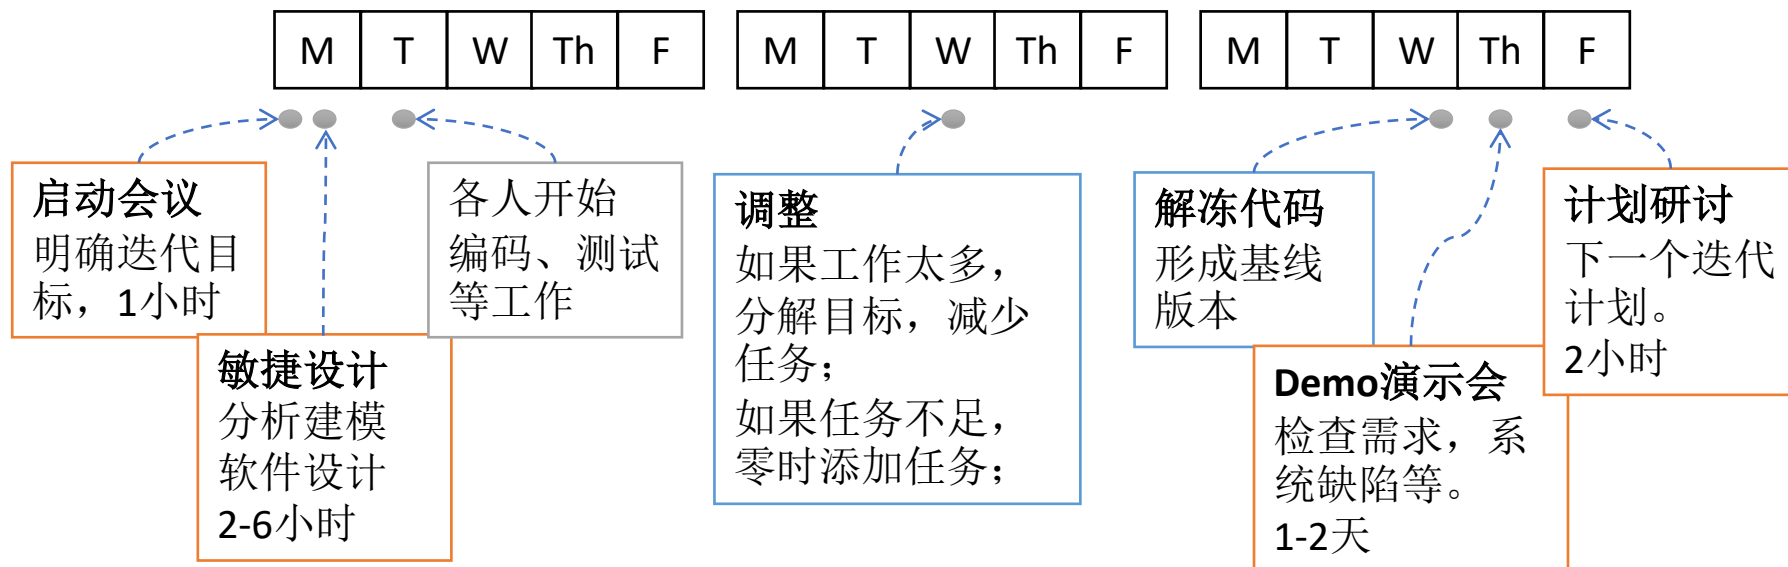 M T W Th F
M T W Th F
M T W Th F
启动会议
明确迭代目
标，1小时
敏捷设计
分析建模
软件设计
2-6小时
各人开始
编码、测试
等工作
调整
如果工作太多，
分解目标，减少
任务；
如果任务不足，
零时添加任务；
解冻代码
形成基线
版本
Demo演示会
检查需求，系
统缺陷等。
1-2天
计划研讨
下一个迭代
计划。
2小时